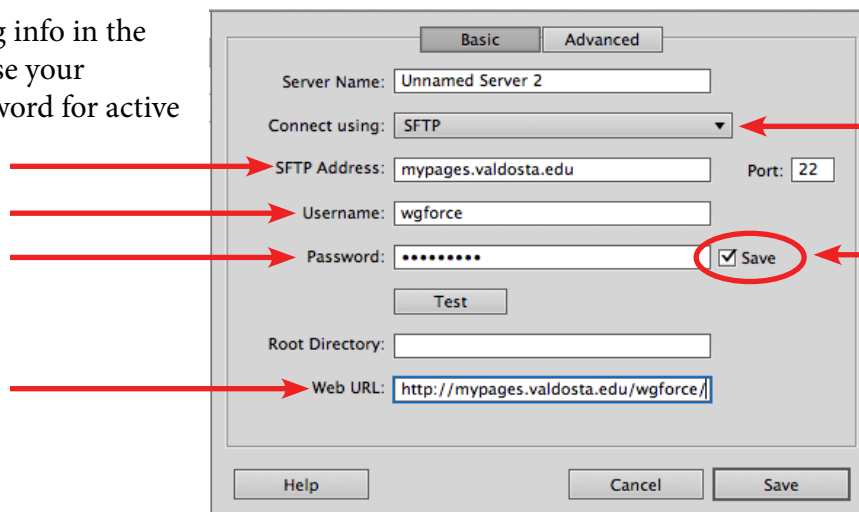 g info in the
se your
word for active
Basic Advanced
Server Name: Unnamed Server 2
Connect using: SFTP
SFTP Address: mypages.valdosta.edu Port: 22
Username: wgforce
Password: ••••••••• Save
Test
Root Directory:
Web URL: http://mypages.valdosta.edu/wgforce/
Help Cancel Save